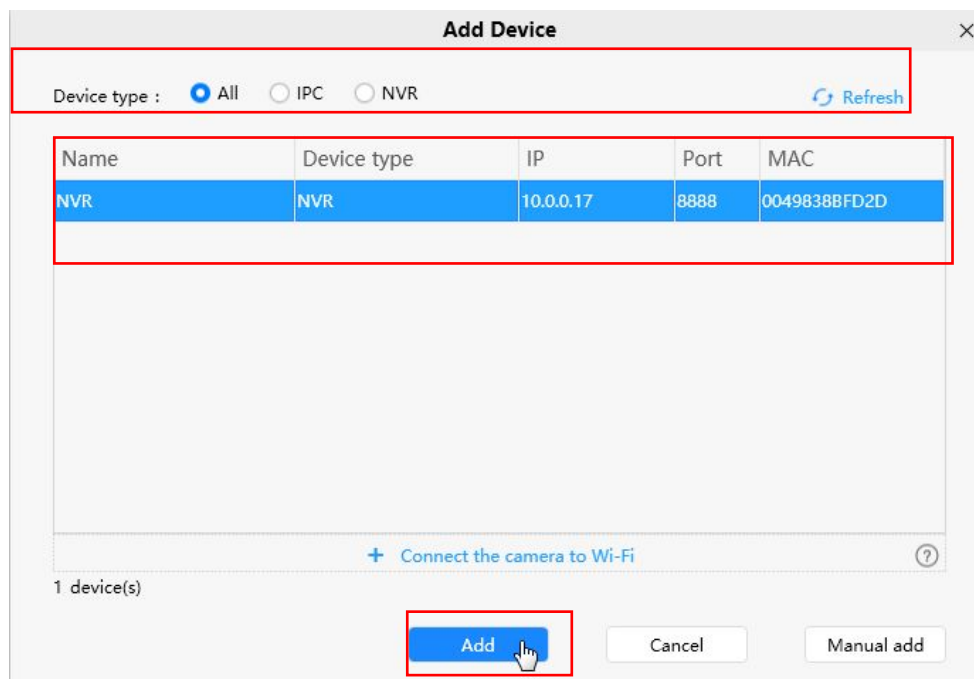 Add Device
Device type : All IPC NVR Refresh
Name Device type IP Port MAC
NVR NVR 10.0.0.17 8888 0049838BFD2D
+ Connect the camera to Wi-Fi ?
1 device(s)
Add Cancel Manual add